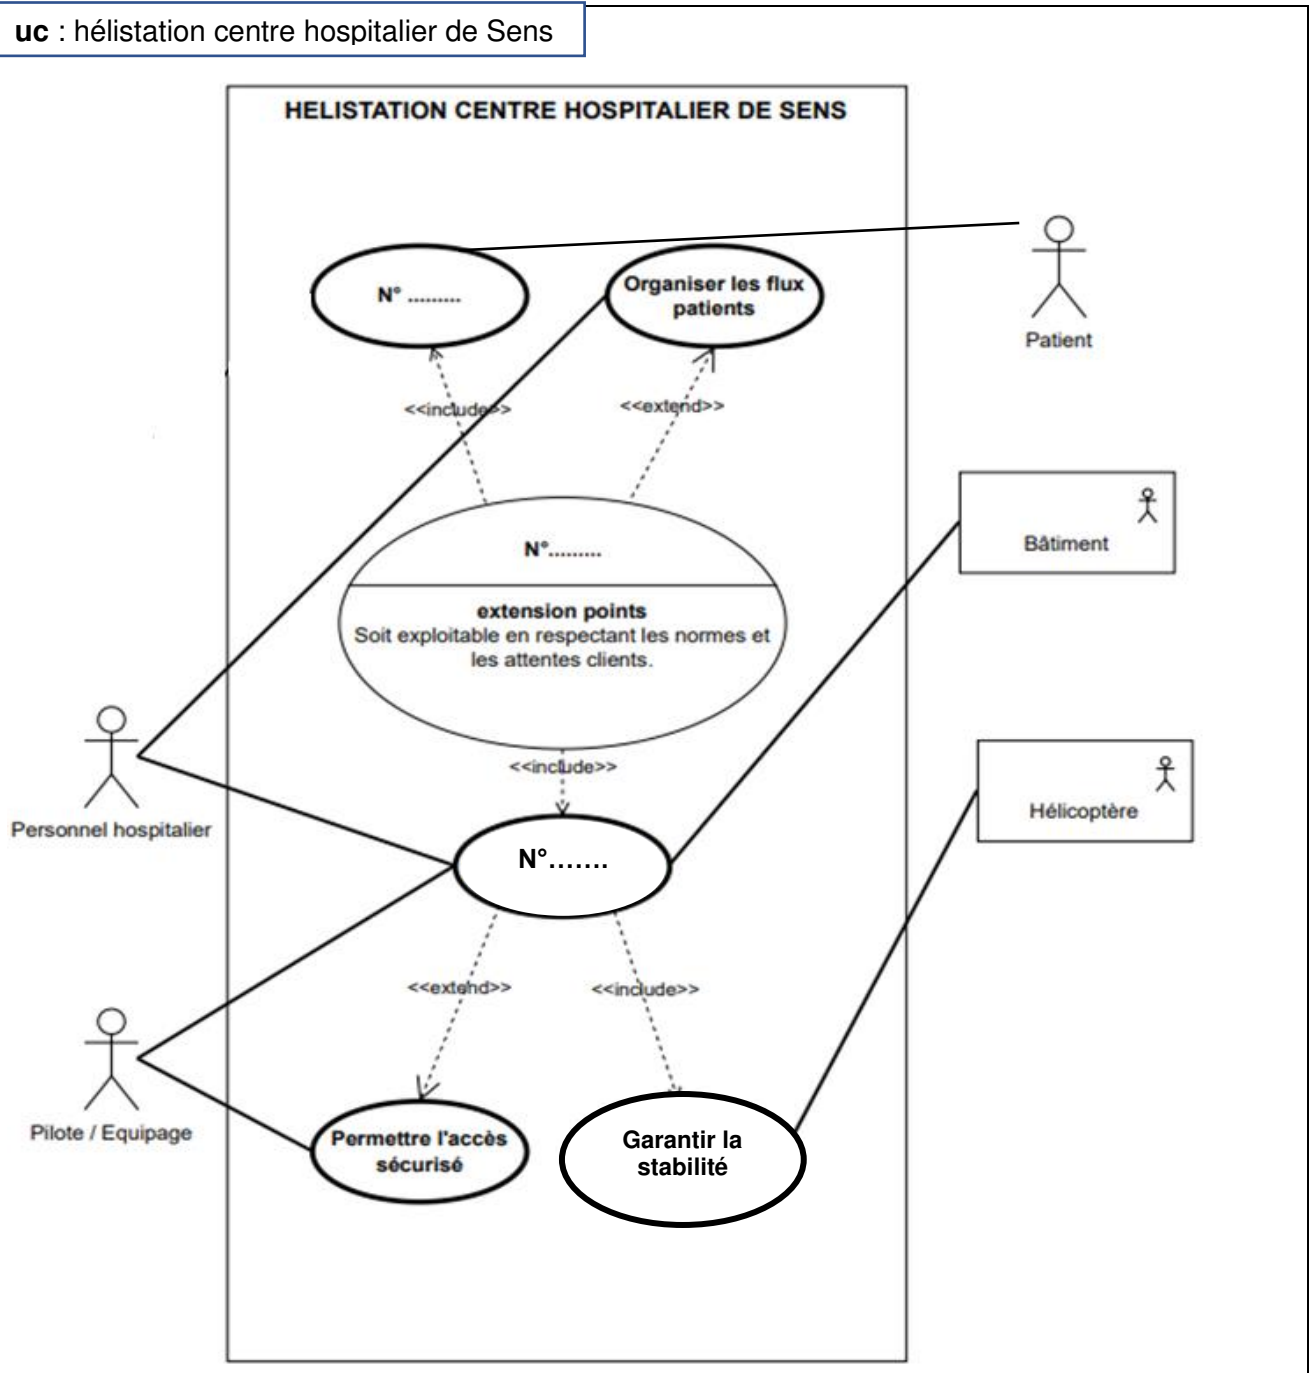 uc : hélistation centre hospitalier de Sens
HELISTATION CENTRE HOSPITALIER DE SENS
N° .........
Organiser les flux
patients
Patient
<<include>>
<<extend>>
N°.........
extension points
Soit exploitable en respectant les normes et
les attentes clients.
Bâtiment
Personnel hospitalier
<<include>>
Hélicoptère
N°.......
<<extend>>
<<include>>
Pilote / Equipage
Permettre l'accès
sécurisé
Garantir la
stabilité